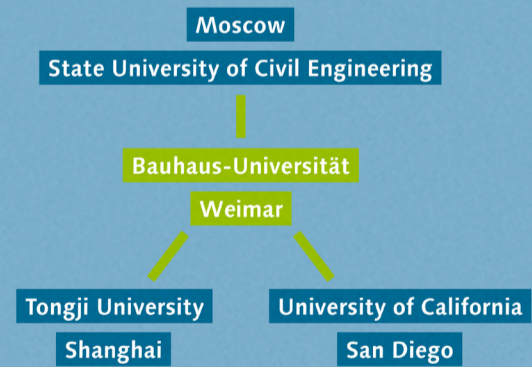 Moscow
State University of Civil Engineering
Bauhaus-Universität
Weimar
Tongji University
Shanghai
University of California
San Diego